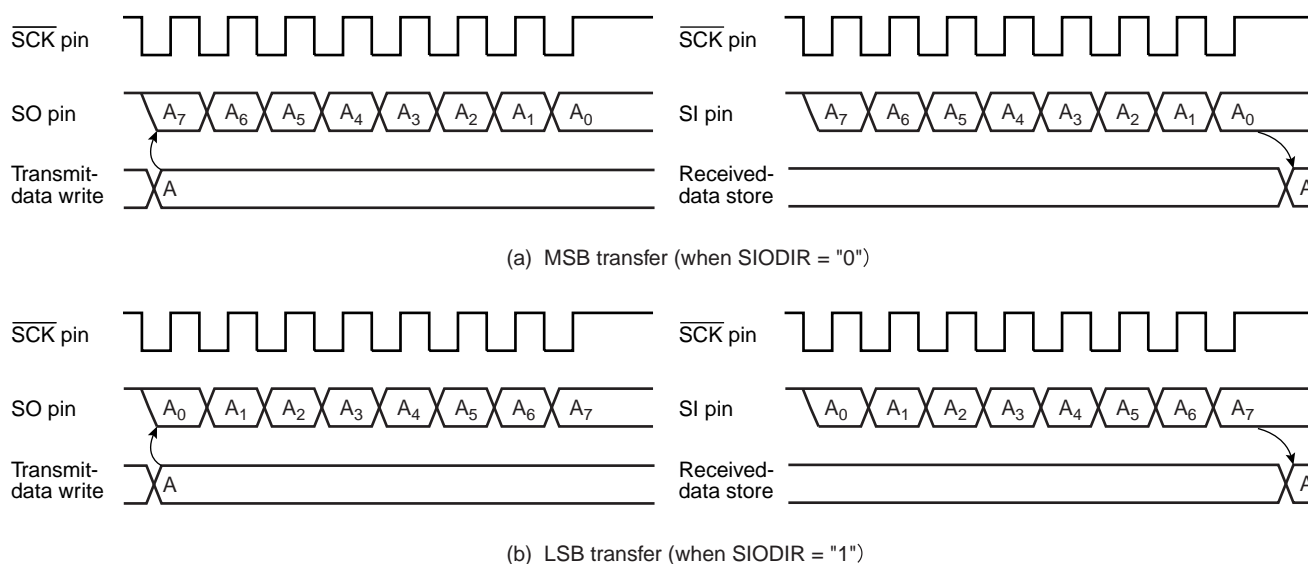 SCK pin
SO pin
A7 A6 A5 A4 A3 A2 A1 A0
Transmit-
data write
A
SCK pin
SI pin
A7 A6 A5 A4 A3 A2 A1 A0
Received-
data store
A
(a) MSB transfer (when SIODIR = "0")
SCK pin
SO pin
A0 A1 A2 A3 A4 A5 A6 A7
Transmit-
data write
A
SCK pin
SI pin
A0 A1 A2 A3 A4 A5 A6 A7
Received-
data store
A
(b) LSB transfer (when SIODIR = "1")